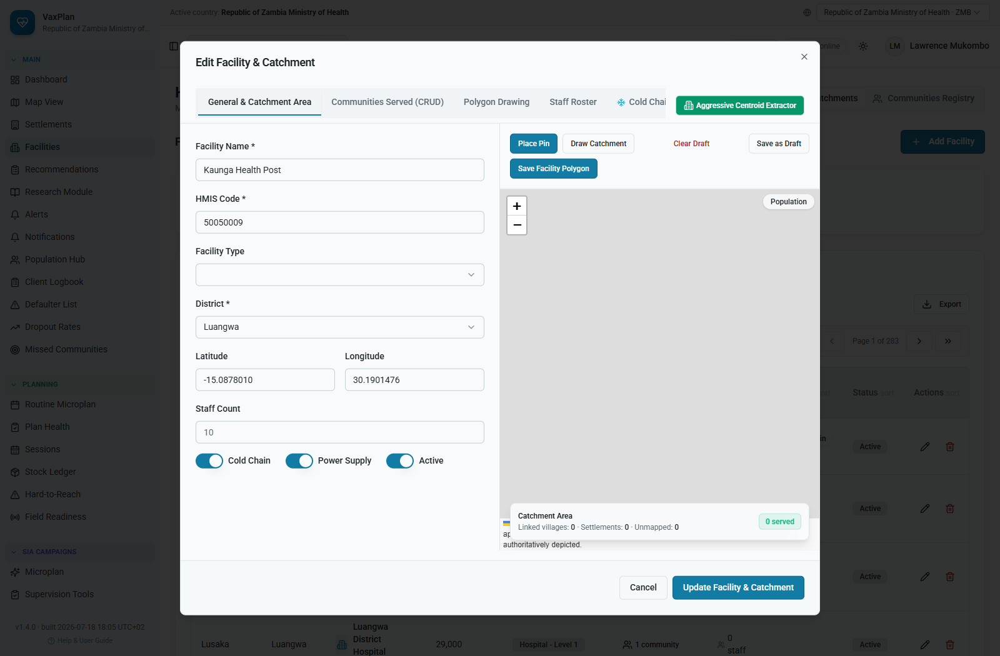 VaxPlan
Republic of Zambia Ministry of...
Active country: Republic of Zambia Ministry of Health
Republic of Zambia Ministry of Health · ZMB
online
LM
Lawrence Mukombo
MAIN
Dashboard
Map View
Settlements
Facilities
Recommendations
Research Module
Alerts
Notifications
Population Hub
Client Logbook
Defaulter List
Dropout Rates
Missed Communities
PLANNING
Routine Microplan
Plan Health
Sessions
Stock Ledger
Hard-to-Reach
Field Readiness
SIA CAMPAIGNS
Microplan
Supervision Tools
v1.4.0 · built 2026-07-18 18:05 UTC+02
Help & User Guide
Edit Facility & Catchment
General & Catchment Area
Communities Served (CRUD)
Polygon Drawing
Staff Roster
Cold Chai
Aggressive Centroid Extractor
Facility Name *
Kaunga Health Post
HMIS Code *
50050009
Facility Type
District *
Luangwa
Latitude
Longitude
-15.0878010
30.1901476
Staff Count
10
Cold Chain
Power Supply
Active
Place Pin
Draw Catchment
Clear Draft
Save as Draft
Save Facility Polygon
+
−
Population
Catchment Area
Linked villages: 0 · Settlements: 0 · Unmapped: 0
0 served
ap
authoritatively depicted.
Cancel
Update Facility & Catchment
tchments
Communities Registry
Add Facility
Export
Page 1 of 283
Status sort
Actions sort
in
Active
Active
Active
Lusaka
Luangwa
Luangwa
District
Hospital
29,000
Hospital - Level 1
1 community
0
staff
Active